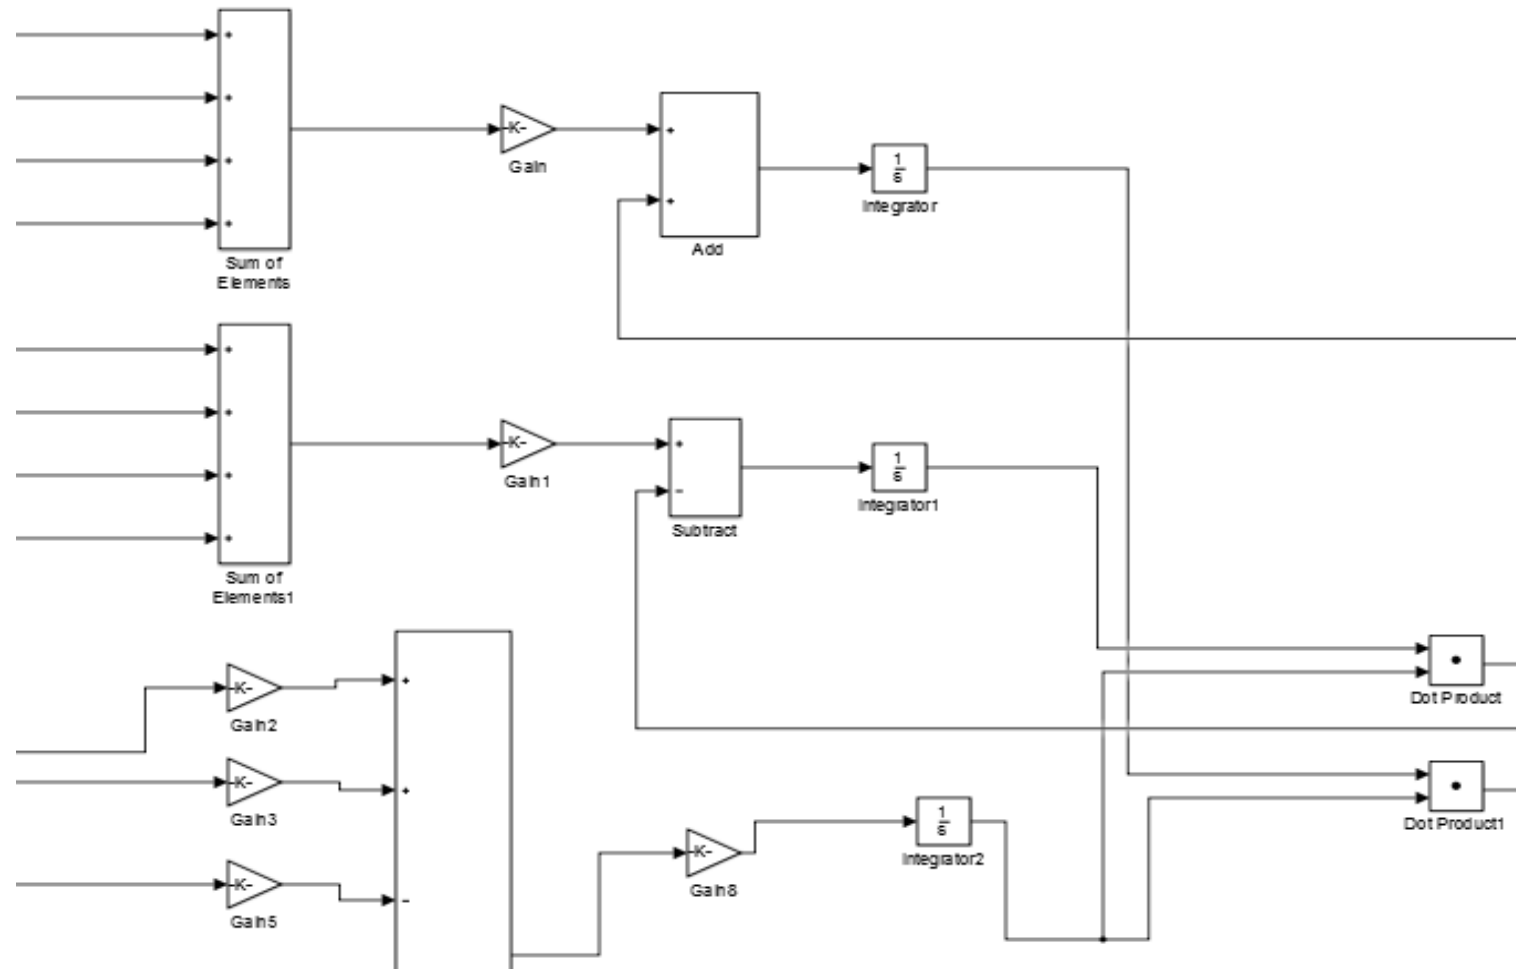 +
+
-K-
+
1
s
+
Gain
Integrator
+
+
Add
Sum of
Elements
+
+
-K-
+
1
s
+
Gain1
-
Integrator1
Subtract
+
Sum of
Elements1
-K-
+
Gain2
Dot Product
-K-
+
Gain3
1
s
Dot Product1
-K-
Integrator2
-K-
-
Gain8
Gain5